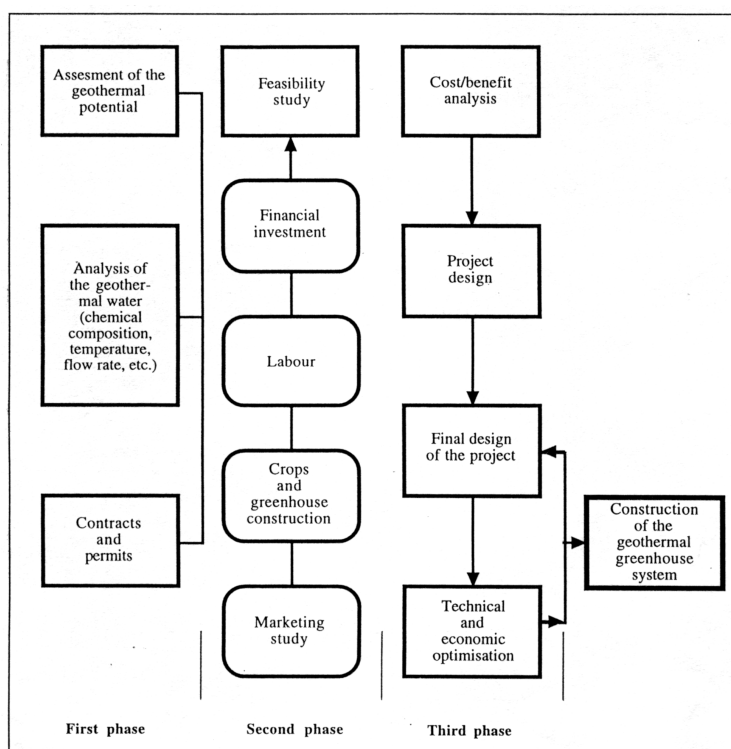 Assesment of the
geothermal
potential
Analysis of
the geother-
mal water
(chemical
composition,
temperature,
flow rate, etc.)
Contracts
and
permits
First phase
Feasibility
study
Financial
investment
Labour
Crops
and
greenhouse
construction
Marketing
study
Second phase
Cost/benefit
analysis
Project
design
Final design
of the project
Technical
and
economic
optimisation
Third phase
Construction
of the
geothermal
greenhouse
system